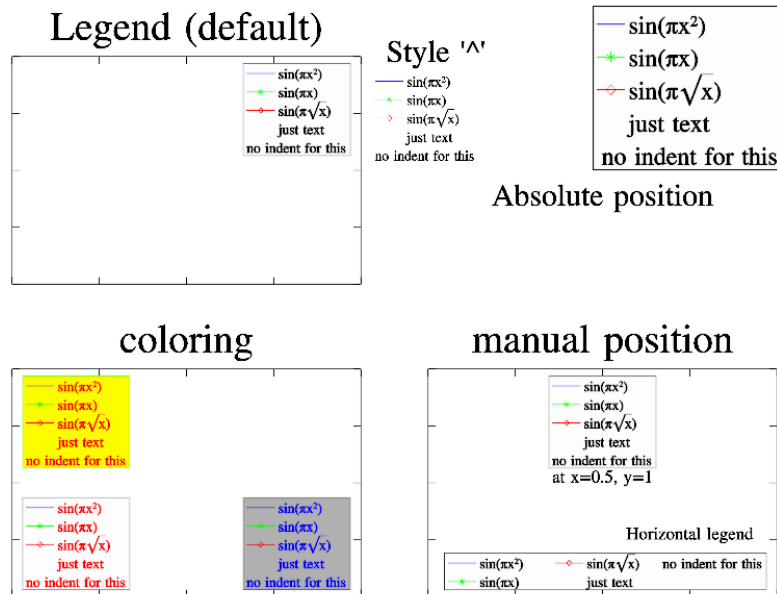 Legend (default)
sin(πx²)
sin(πx)
sin(π√x)
just text
no indent for this
Style '^'
sin(πx²)
sin(πx)
sin(π√x)
just text
no indent for this
sin(πx²)
sin(πx)
sin(π√x)
just text
no indent for this
Absolute position
coloring
sin(πx²)
sin(πx)
sin(π√x)
just text
no indent for this
sin(πx²)
sin(πx)
sin(π√x)
just text
no indent for this
sin(πx²)
sin(πx)
sin(π√x)
just text
no indent for this
manual position
sin(πx²)
sin(πx)
sin(π√x)
just text
no indent for this
at x=0.5, y=1
Horizontal legend
sin(πx²) sin(π√x) no indent for this
sin(πx) just text